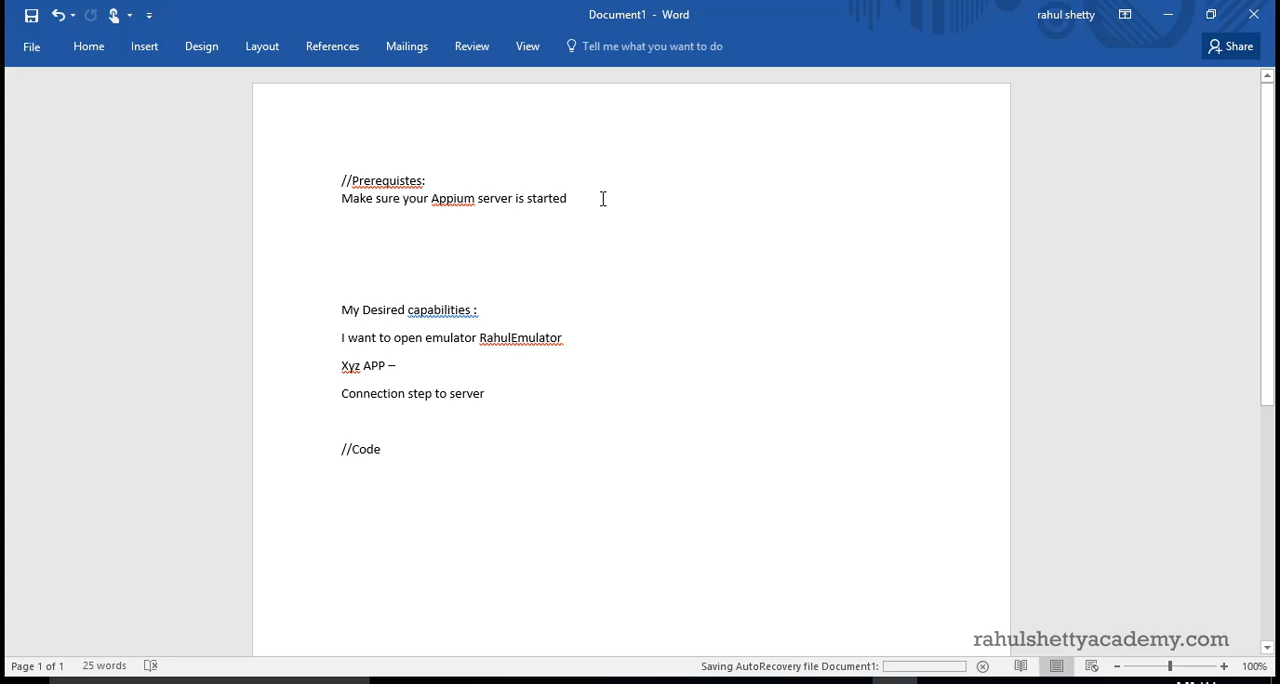 Document1 - Word
rahul shetty
File Home Insert Design Layout References Mailings Review View Tell me what you want to do Share
//Prerequistes:
Make sure your Appium server is started
My Desired capabilities :
I want to open emulator RahulEmulator
Xyz APP –
Connection step to server
//Code
rahulshettyacademy.com
Page 1 of 1 25 words Saving AutoRecovery file Document1: 100%